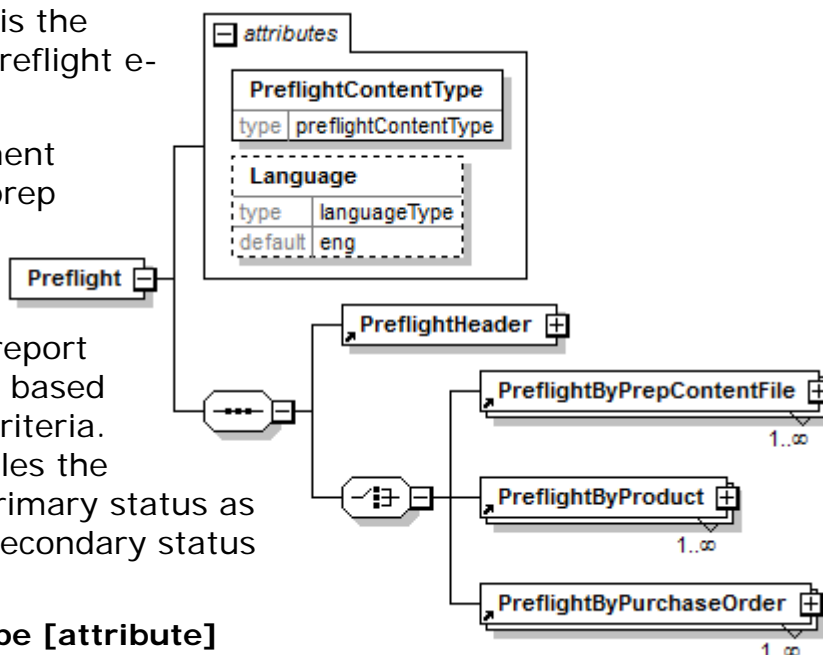 is the
reflight e-
ment
prep
report
based
riteria.
les the
rimary status as
econdary status
pe [attribute]
attributes
PreflightContentType
type preflightContentType
Language
type languageType
default eng
Preflight
PreflightHeader
PreflightByPrepContentFile
1..∞
PreflightByProduct
1..∞
PreflightByPurchaseOrder
1..∞